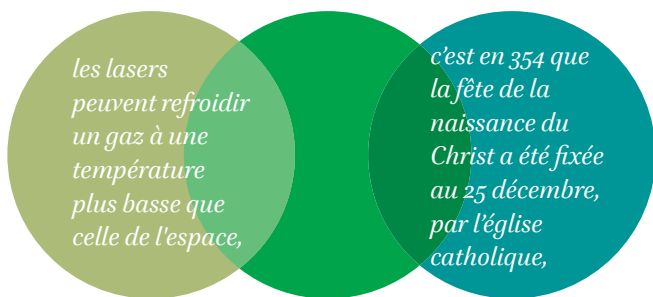 les lasers
peuvent refroidir
un gaz à une
température
plus basse que
celle de l'espace,
c’est en 354 que
la fête de la
naissance du
Christ a été fixée
au 25 décembre,
par l’église
catholique,